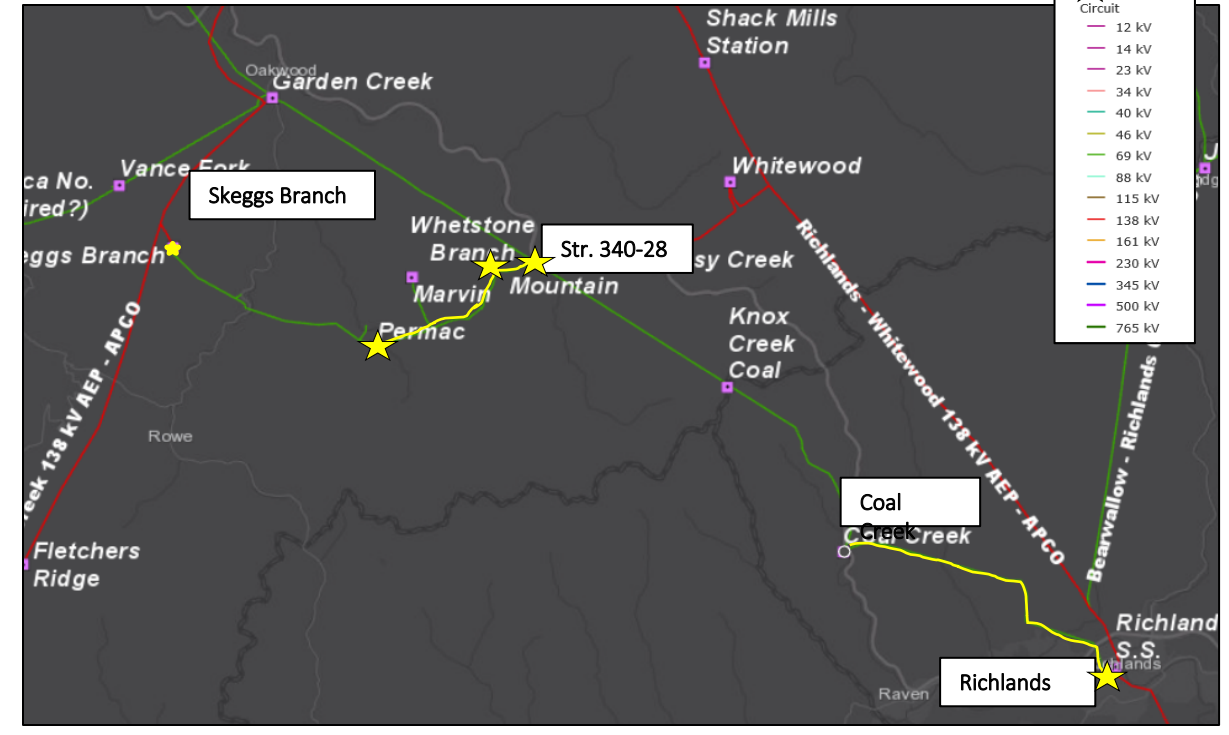 Shack Mills
Station
Circuit
12 kV
14 kV
23 kV
34 kV
40 kV
46 kV
69 kV
88 kV
115 kV
138 kV
161 kV
230 kV
345 kV
500 kV
765 kV
Oakwood
Garden Creek
Vance Fork
ca No.
ired?)
Skeggs Branch
eggs Branch
Whitewood
Whetstone
Branch
Str. 340-28
sy Creek
Marvin
Mountain
Permac
Knox
Creek
Coal
Richlands - Whitewood 138 kV AEP - APCO
Bearwallow - Richlands
eek 138 kV AEP - APCO
Rowe
Fletchers
Ridge
Coal
Creek
Coal Creek
Richland
S.S.
hlands
Richlands
Raven